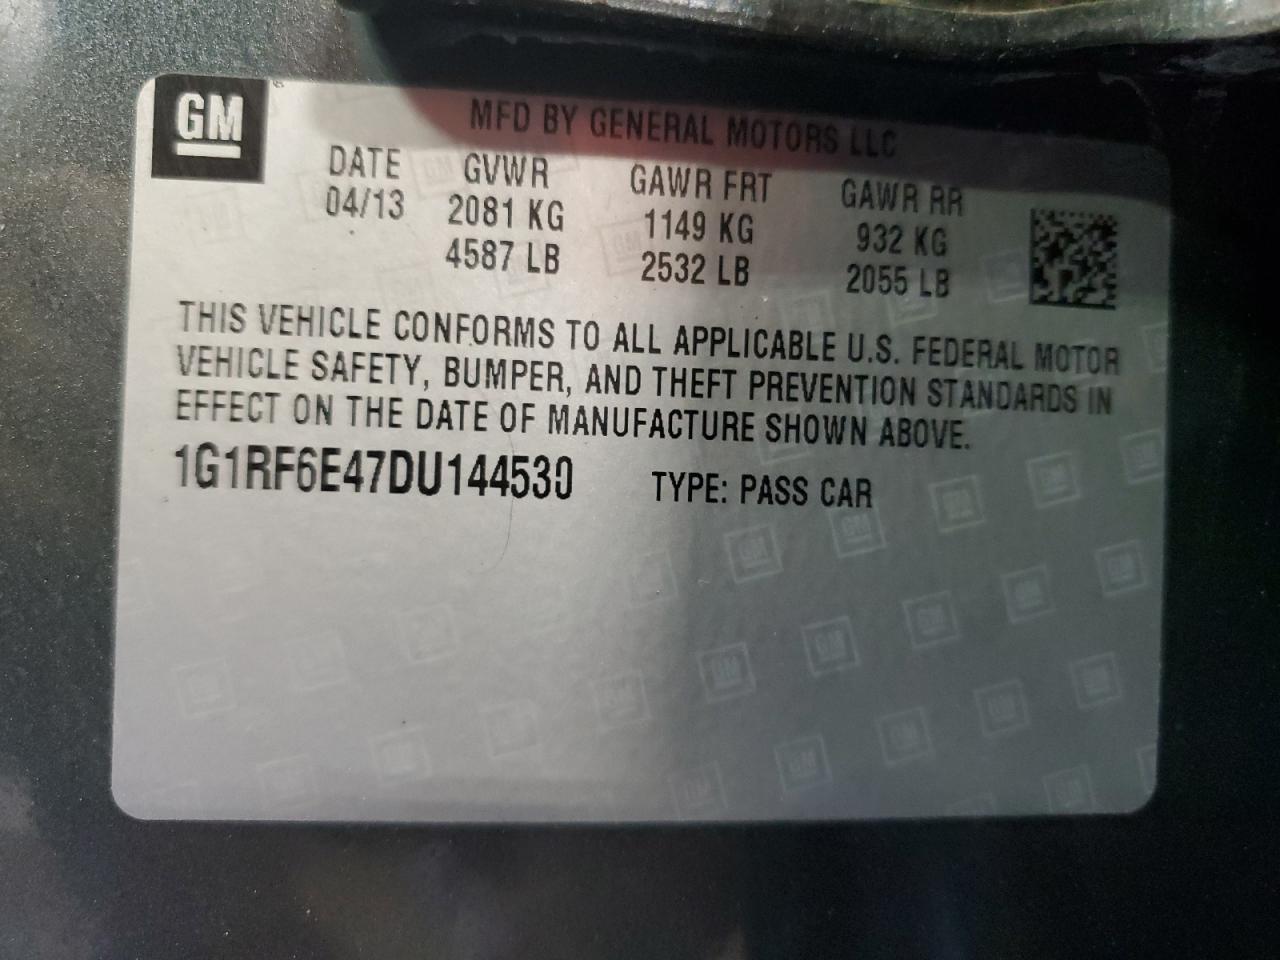 GM
MFD BY GENERAL MOTORS LLC
DATE GVWR GAWR FRT GAWR RR
04/13 2081 KG 1149 KG 932 KG
4587 LB 2532 LB 2055 LB
THIS VEHICLE CONFORMS TO ALL APPLICABLE U.S. FEDERAL MOTOR
VEHICLE SAFETY, BUMPER, AND THEFT PREVENTION STANDARDS IN
EFFECT ON THE DATE OF MANUFACTURE SHOWN ABOVE.
1G1RF6E47DU144530 TYPE: PASS CAR